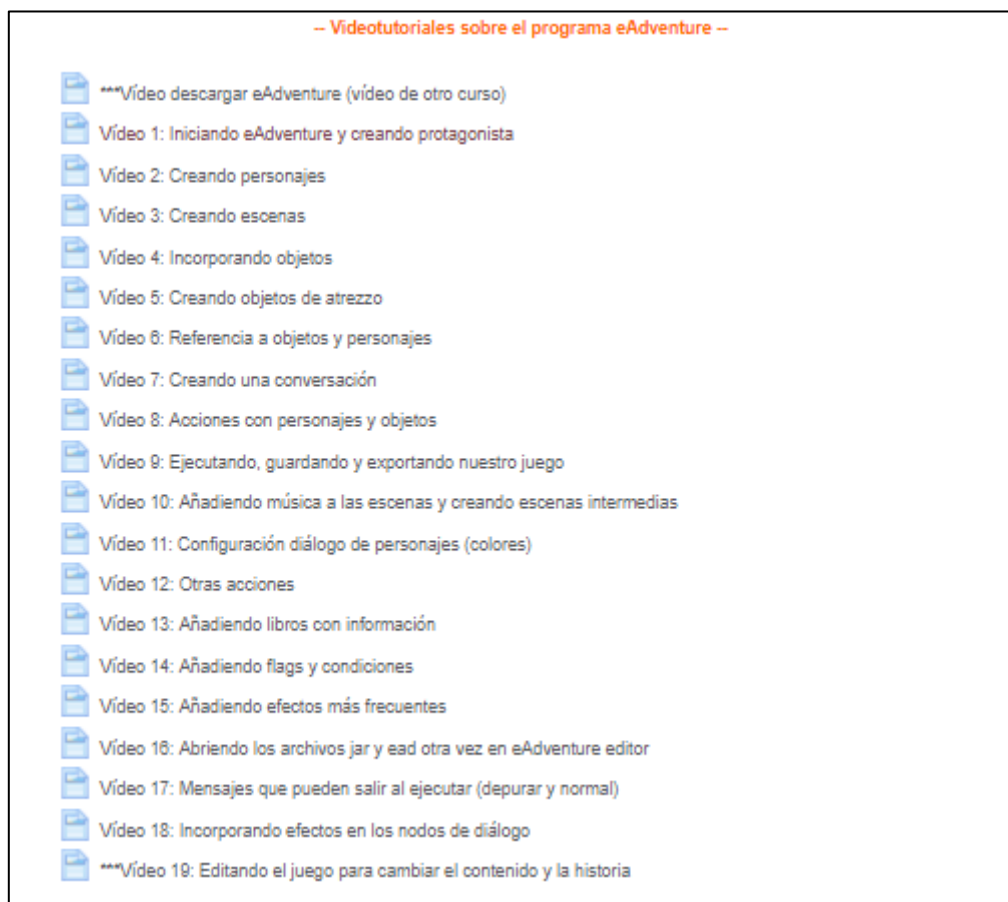 -- Videotutoriales sobre el programa eAdventure --
***Vídeo descargar eAdventure (vídeo de otro curso)
Vídeo 1: Iniciando eAdventure y creando protagonista
Vídeo 2: Creando personajes
Vídeo 3: Creando escenas
Vídeo 4: Incorporando objetos
Vídeo 5: Creando objetos de atrezzo
Vídeo 6: Referencia a objetos y personajes
Vídeo 7: Creando una conversación
Vídeo 8: Acciones con personajes y objetos
Vídeo 9: Ejecutando, guardando y exportando nuestro juego
Vídeo 10: Añadiendo música a las escenas y creando escenas intermedias
Vídeo 11: Configuración diálogo de personajes (colores)
Vídeo 12: Otras acciones
Vídeo 13: Añadiendo libros con información
Vídeo 14: Añadiendo flags y condiciones
Vídeo 15: Añadiendo efectos más frecuentes
Vídeo 16: Abriendo los archivos jar y ead otra vez en eAdventure editor
Vídeo 17: Mensajes que pueden salir al ejecutar (depurar y normal)
Vídeo 18: Incorporando efectos en los nodos de diálogo
***Vídeo 19: Editando el juego para cambiar el contenido y la historia